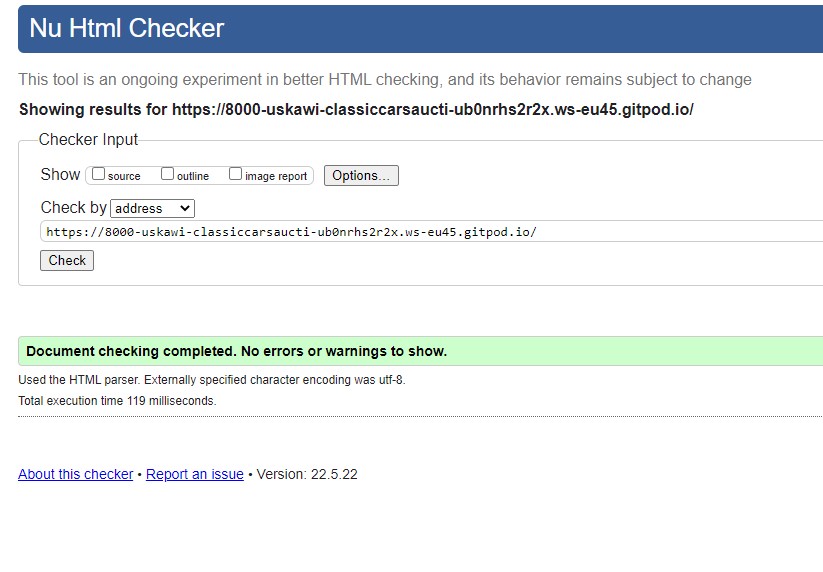 Nu Html Checker
This tool is an ongoing experiment in better HTML checking, and its behavior remains subject to change
Showing results for https://8000-uskawi-classiccarsaucti-ub0nrhs2r2x.ws-eu45.gitpod.io/
Checker Input
Show source outline image report Options...
Check by address
https://8000-uskawi-classiccarsaucti-ub0nrhs2r2x.ws-eu45.gitpod.io/
Check
Document checking completed. No errors or warnings to show.
Used the HTML parser. Externally specified character encoding was utf-8.
Total execution time 119 milliseconds.
About this checker • Report an issue • Version: 22.5.22